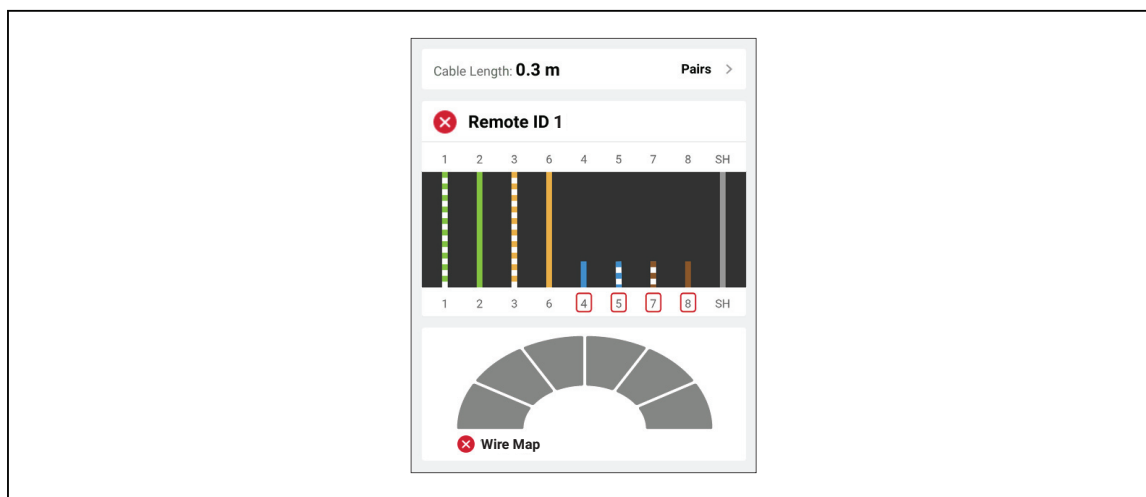 Cable Length: 0.3 m Pairs >
Remote ID 1
1 2 3 6 4 5 7 8 SH
1 2 3 6 4 5 7 8 SH
Wire Map